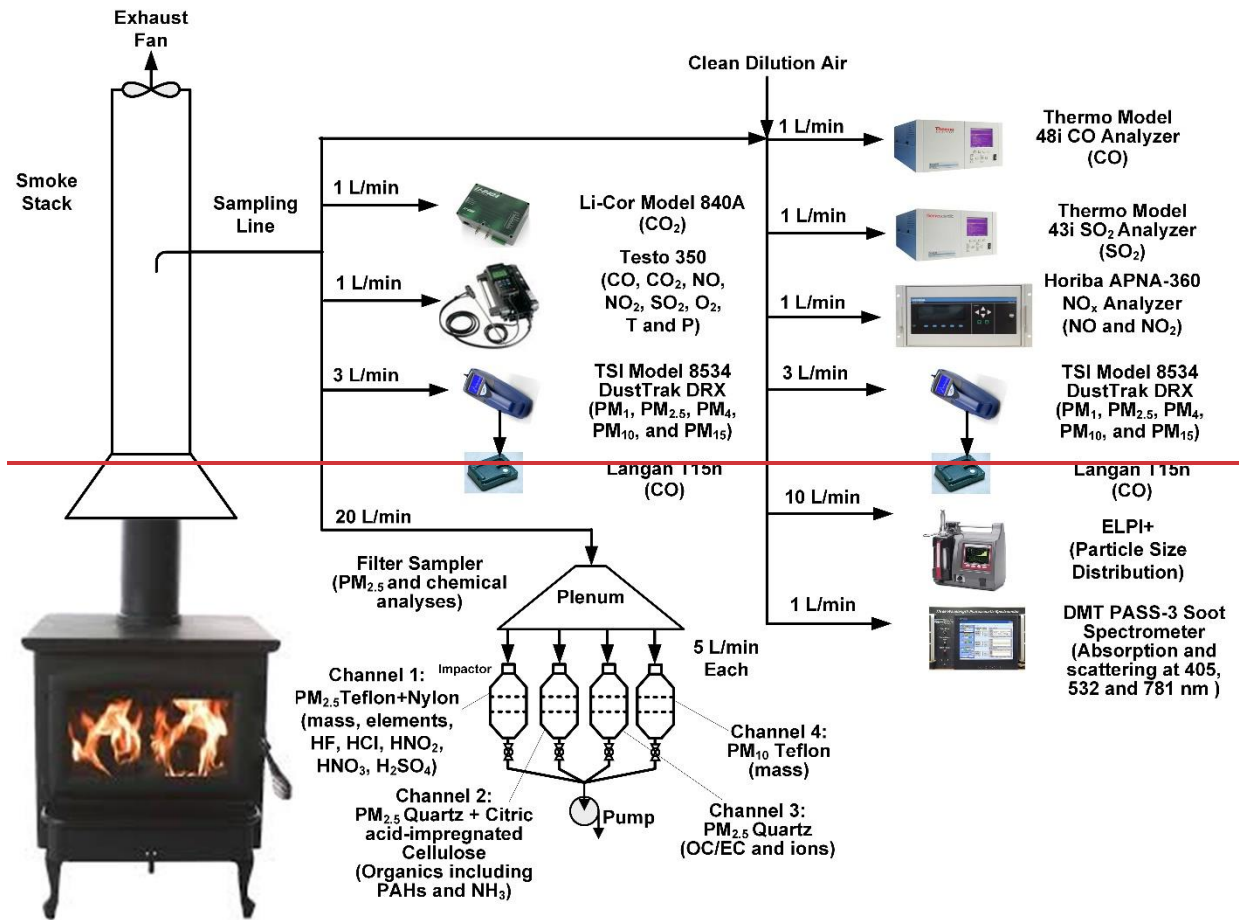 Exhaust
Fan
Smoke
Stack
Sampling
Line
1 L/min
Li-Cor Model 840A
(CO₂)
1 L/min
Testo 350
(CO, CO₂, NO,
NO₂, SO₂, O₂,
T and P)
3 L/min
TSI Model 8534
DustTrak DRX
(PM₁, PM₂.₅, PM₄,
PM₁₀, and PM₁₅)
Langan T15n
(CO)
20 L/min
Filter Sampler
(PM₂.₅ and chemical
analyses)
Plenum
5 L/min
Each
Impactor
Channel 1:
PM₂.₅ Teflon+Nylon
(mass, elements,
HF, HCl, HNO₂,
HNO₃, H₂SO₄)
Channel 2:
PM₂.₅ Quartz + Citric
acid-impregnated
Cellulose
(Organics including
PAHs and NH₃)
Pump
Channel 3:
PM₂.₅ Quartz
(OC/EC and ions)
Channel 4:
PM₁₀ Teflon
(mass)
Clean Dilution Air
1 L/min
Thermo Model
48i CO Analyzer
(CO)
1 L/min
Thermo Model
43i SO₂ Analyzer
(SO₂)
1 L/min
Horiba APNA-360
NOₓ Analyzer
(NO and NO₂)
3 L/min
TSI Model 8534
DustTrak DRX
(PM₁, PM₂.₅, PM₄,
PM₁₀, and PM₁₅)
Langan T15n
(CO)
10 L/min
ELPI+
(Particle Size
Distribution)
1 L/min
DMT PASS-3 Soot
Spectrometer
(Absorption and
scattering at 405,
532 and 781 nm )